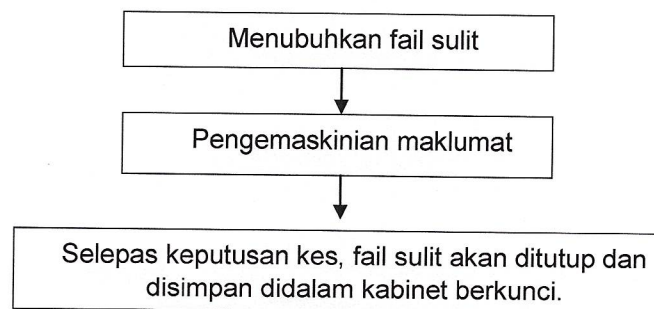 Menubuhkan fail sulit
Pengemaskinian maklumat
Selepas keputusan kes, fail sulit akan ditutup dan
disimpan didalam kabinet berkunci.